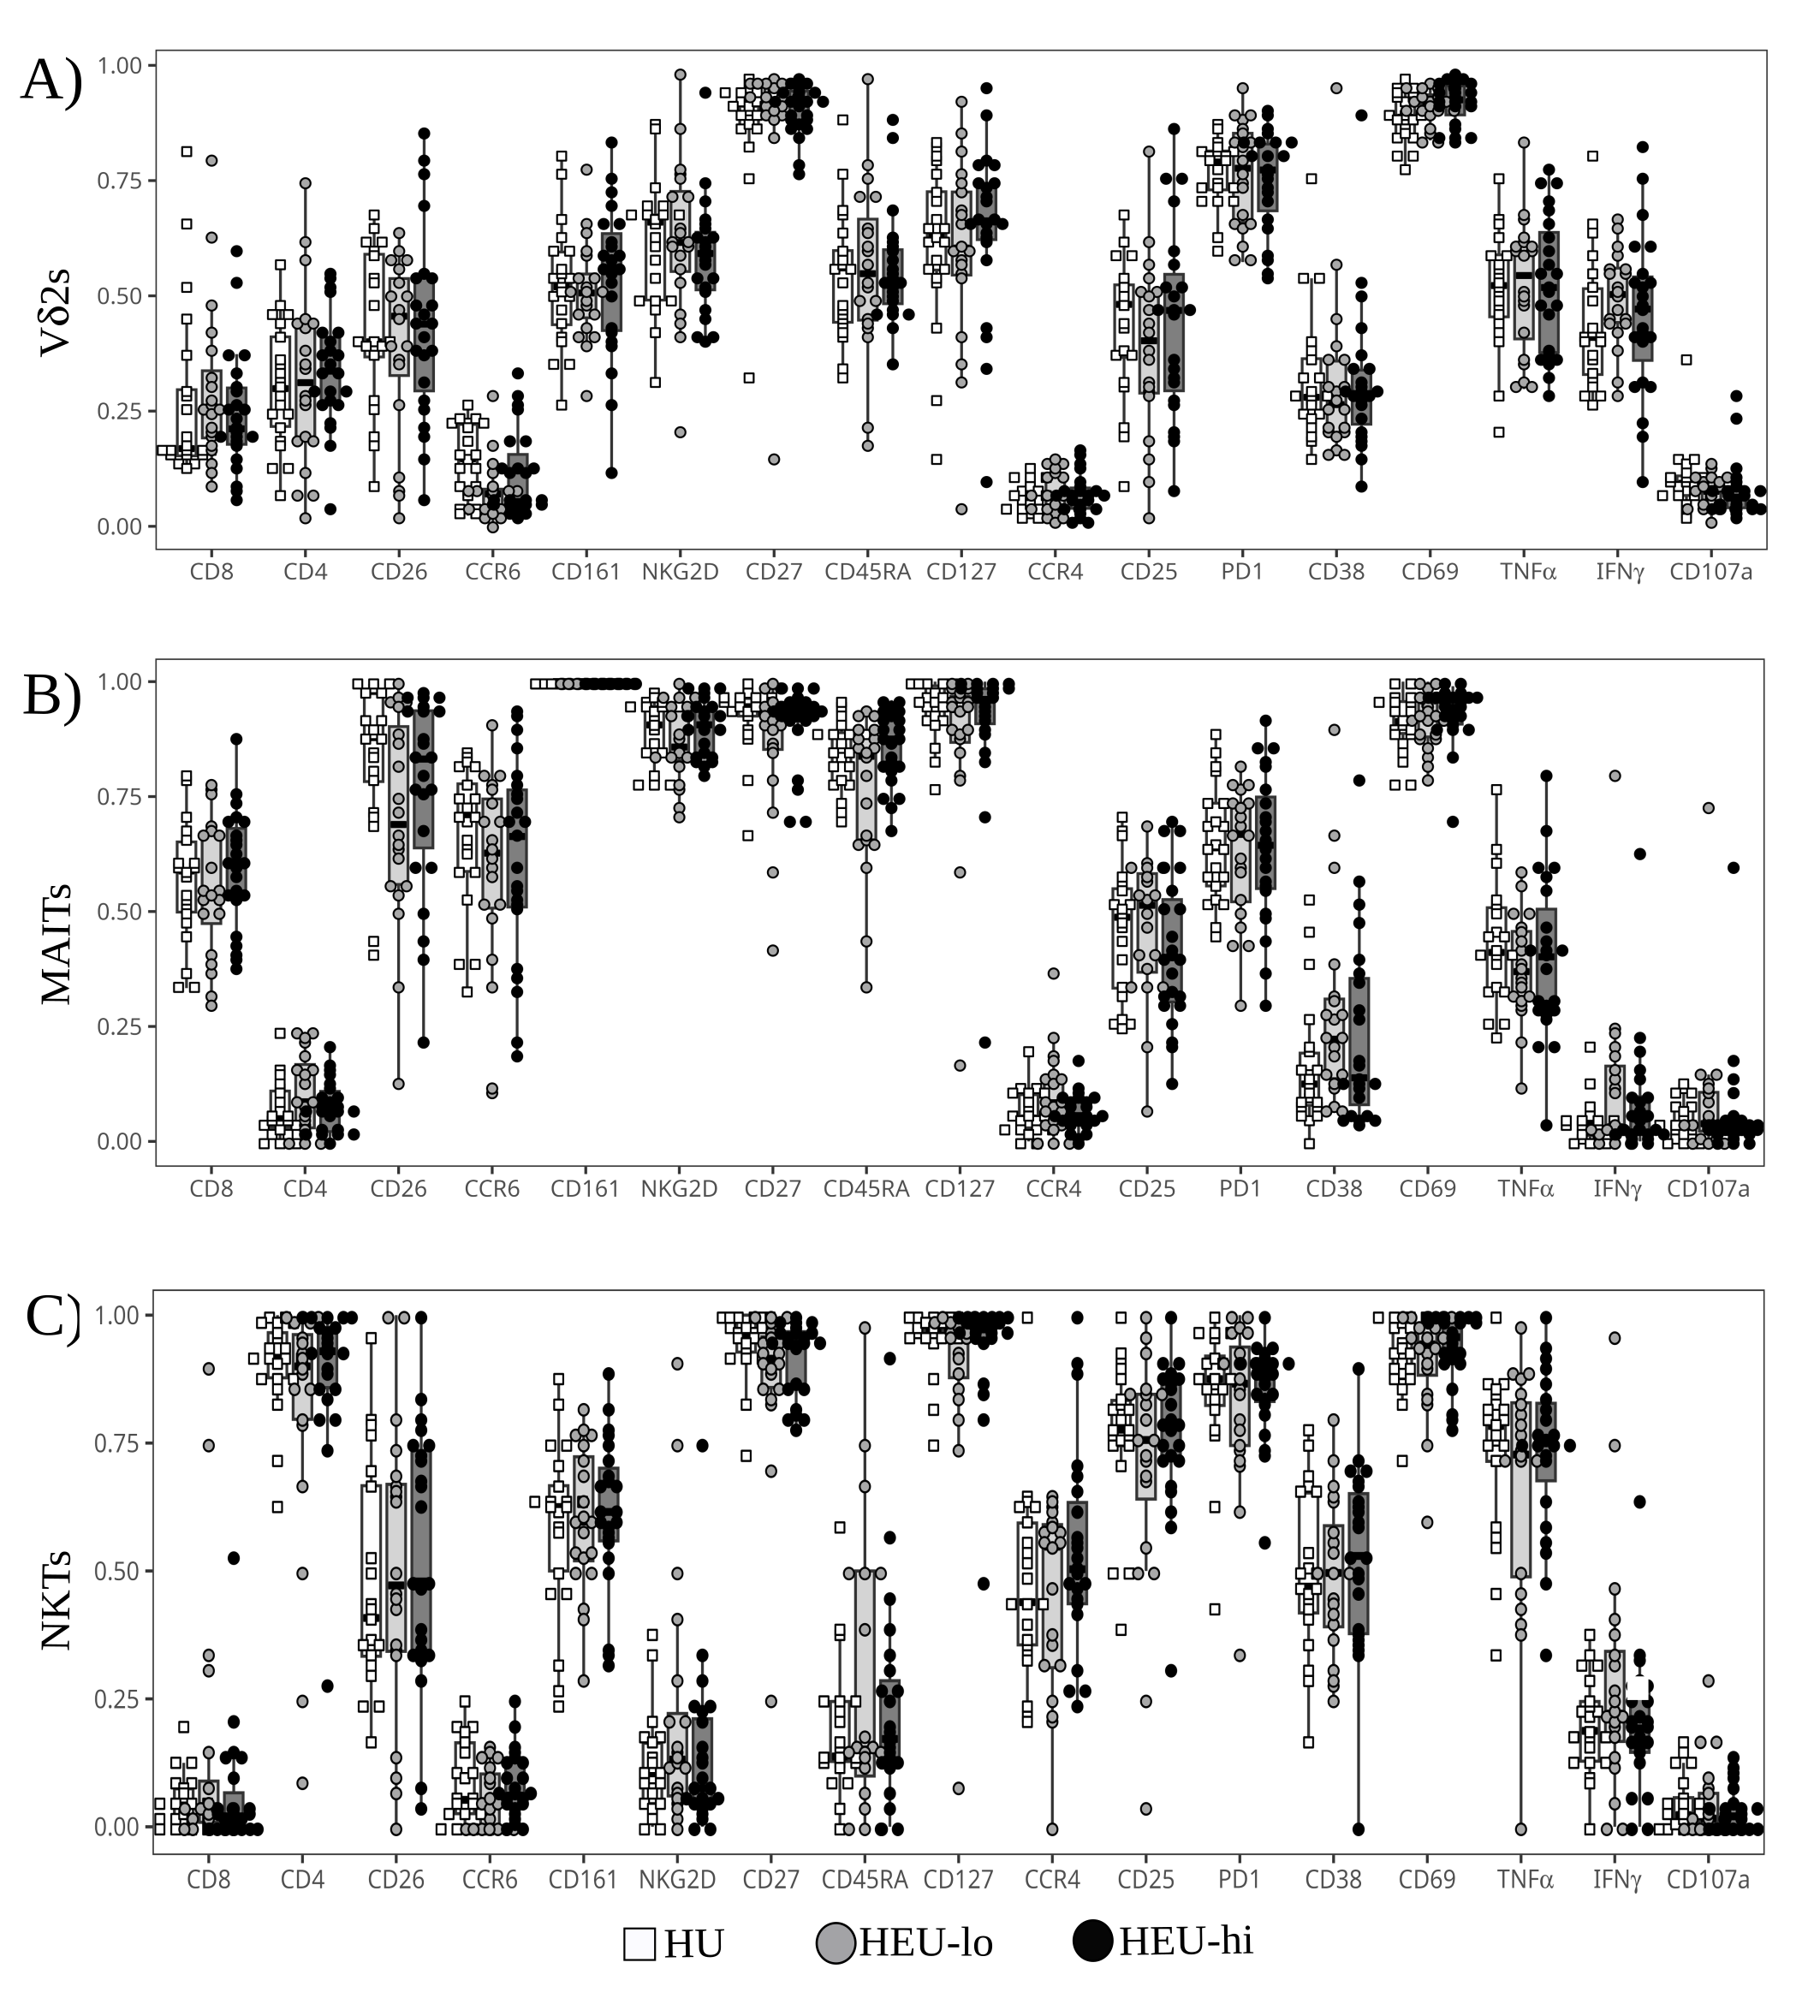 A)
Vδ2s
1.00
0.75
0.50
0.25
0.00
CD8 CD4 CD26 CCR6 CD161 NKG2D CD27 CD45RA CD127 CCR4 CD25 PD1 CD38 CD69 TNFα IFNγ CD107a
B)
MAITs
1.00
0.75
0.50
0.25
0.00
CD8 CD4 CD26 CCR6 CD161 NKG2D CD27 CD45RA CD127 CCR4 CD25 PD1 CD38 CD69 TNFα IFNγ CD107a
C)
NKTs
1.00
0.75
0.50
0.25
0.00
CD8 CD4 CD26 CCR6 CD161 NKG2D CD27 CD45RA CD127 CCR4 CD25 PD1 CD38 CD69 TNFα IFNγ CD107a
HU HEU-lo HEU-hi